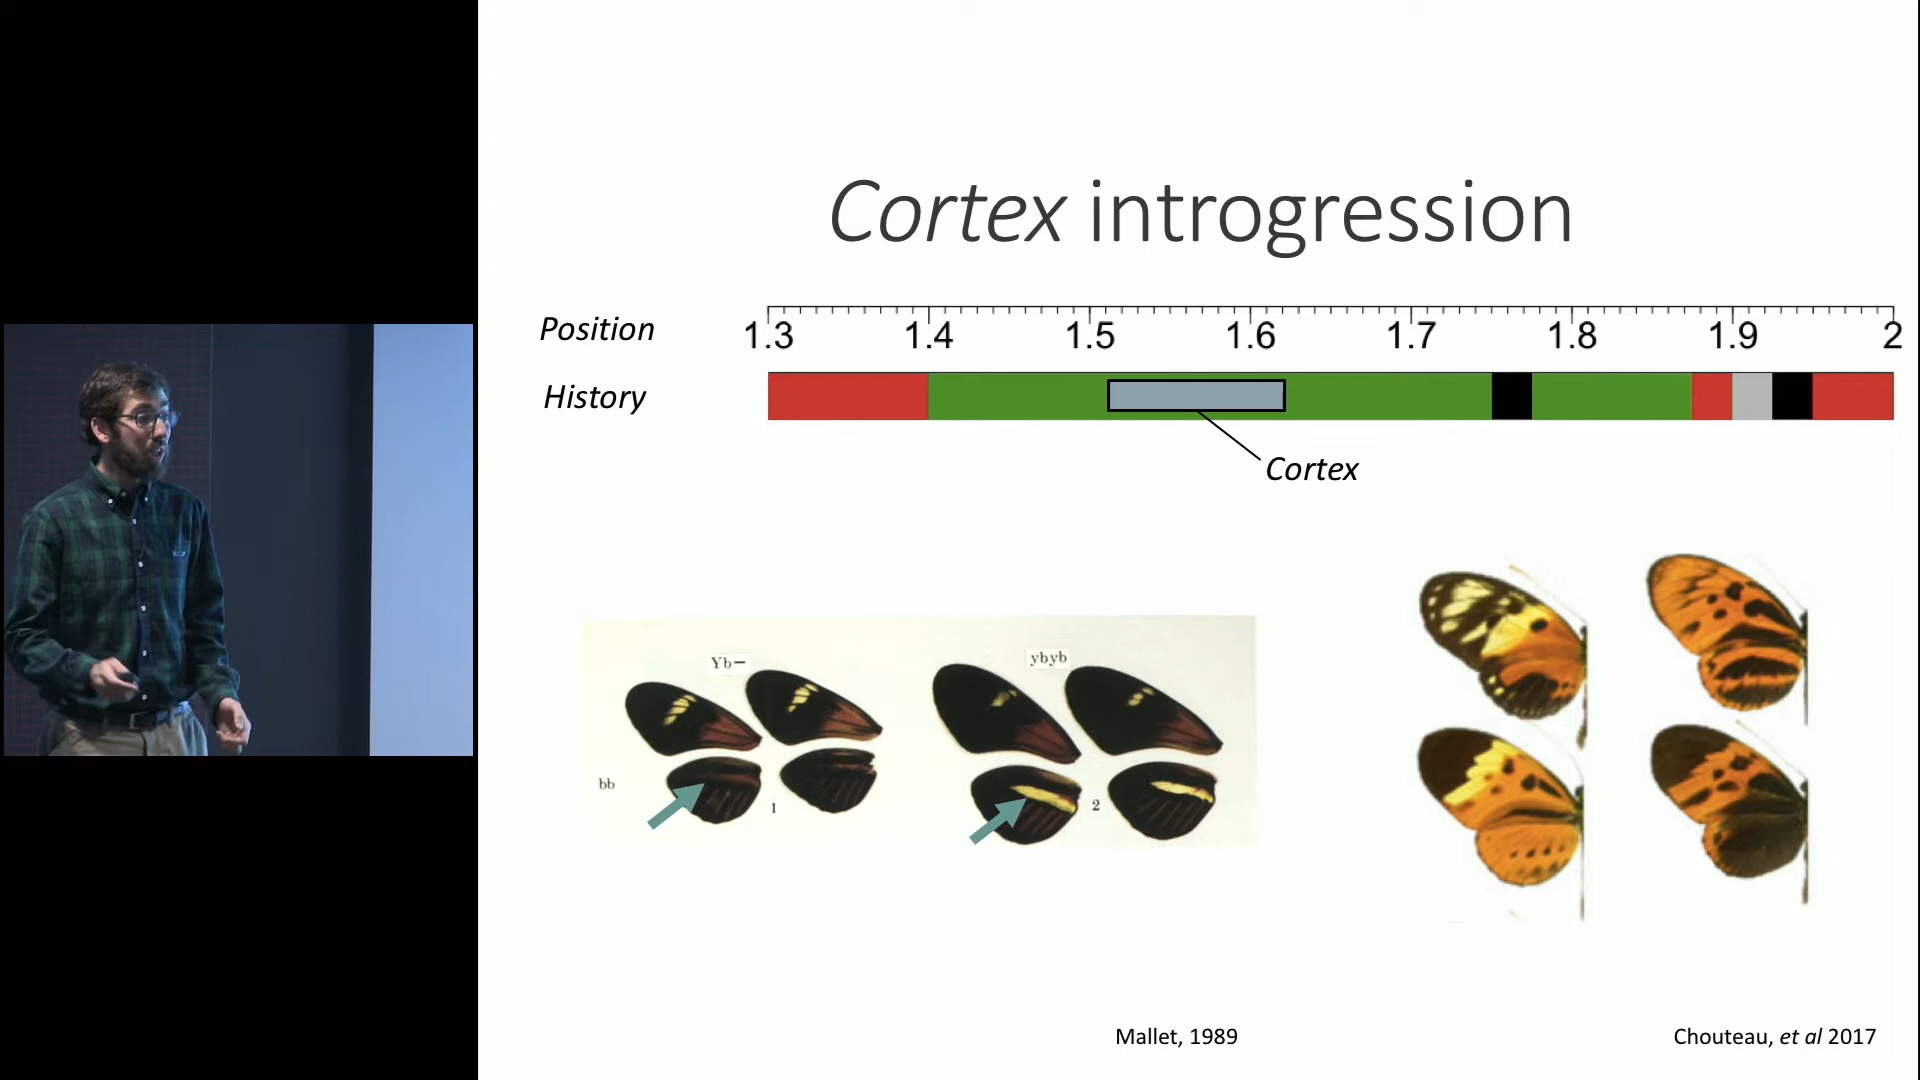 Cortex introgression
Position
1.3 1.4 1.5 1.6 1.7 1.8 1.9 2
History
Cortex
Yb—
ybyb
bb
1
2
Mallet, 1989
Chouteau, et al 2017